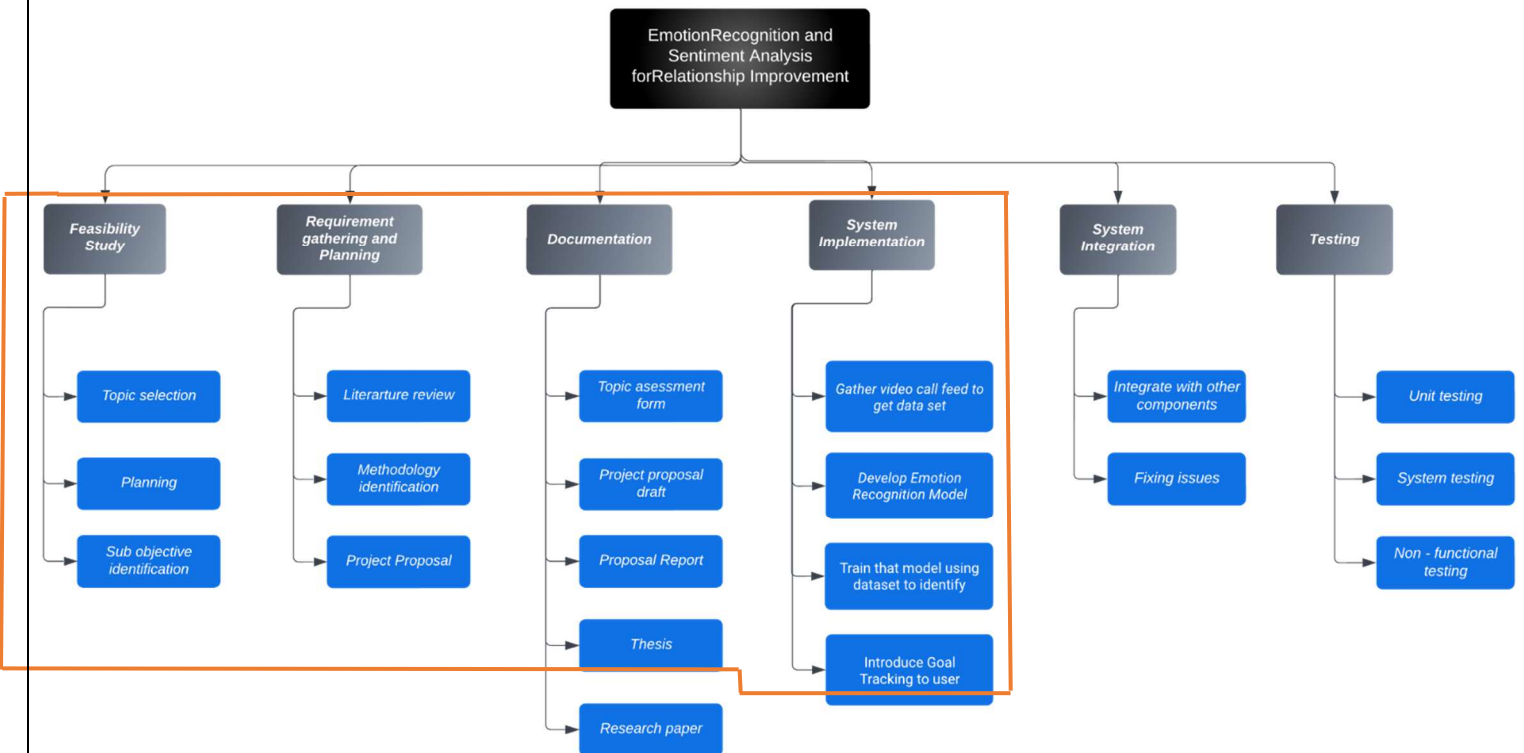 EmotionRecognition and
Sentiment Analysis
forRelationship Improvement
Feasibility
Study
Requirement
gathering and
Planning
Documentation
System
Implementation
System
Integration
Testing
Topic selection
Planning
Sub objective
identification
Literarture review
Methodology
identification
Project Proposal
Topic asessment
form
Project proposal
draft
Proposal Report
Thesis
Research paper
Gather video call feed to
get data set
Develop Emotion
Recognition Model
Train that model using
dataset to identify
Introduce Goal
Tracking to user
Integrate with other
components
Fixing issues
Unit testing
System testing
Non - functional
testing